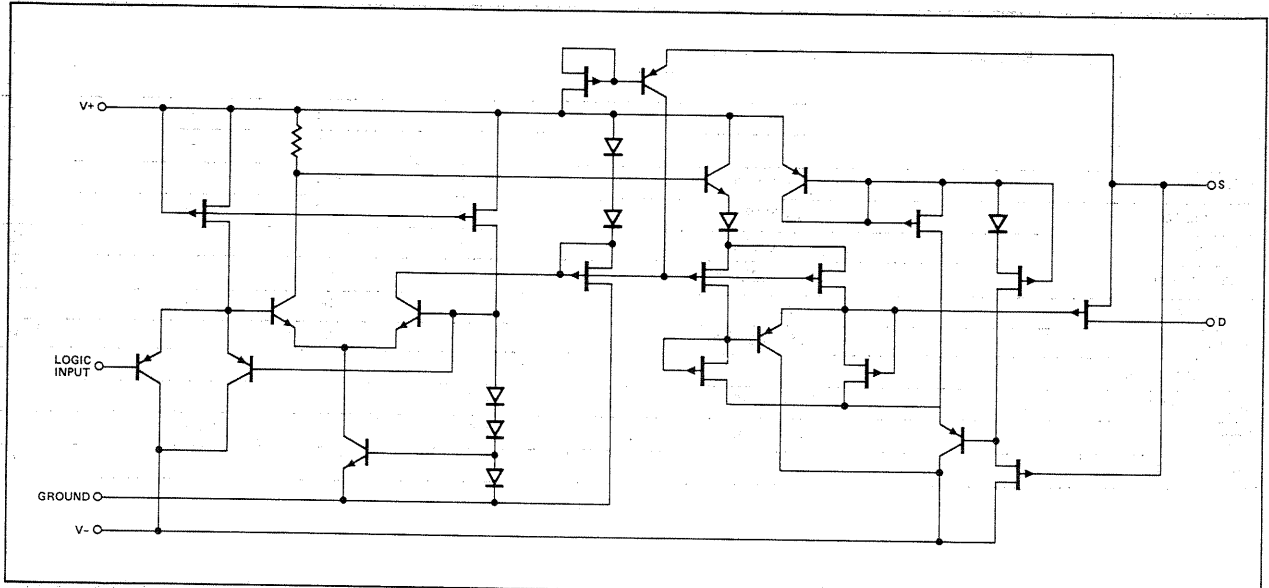 V+
S
D
LOGIC
INPUT
GROUND
V-